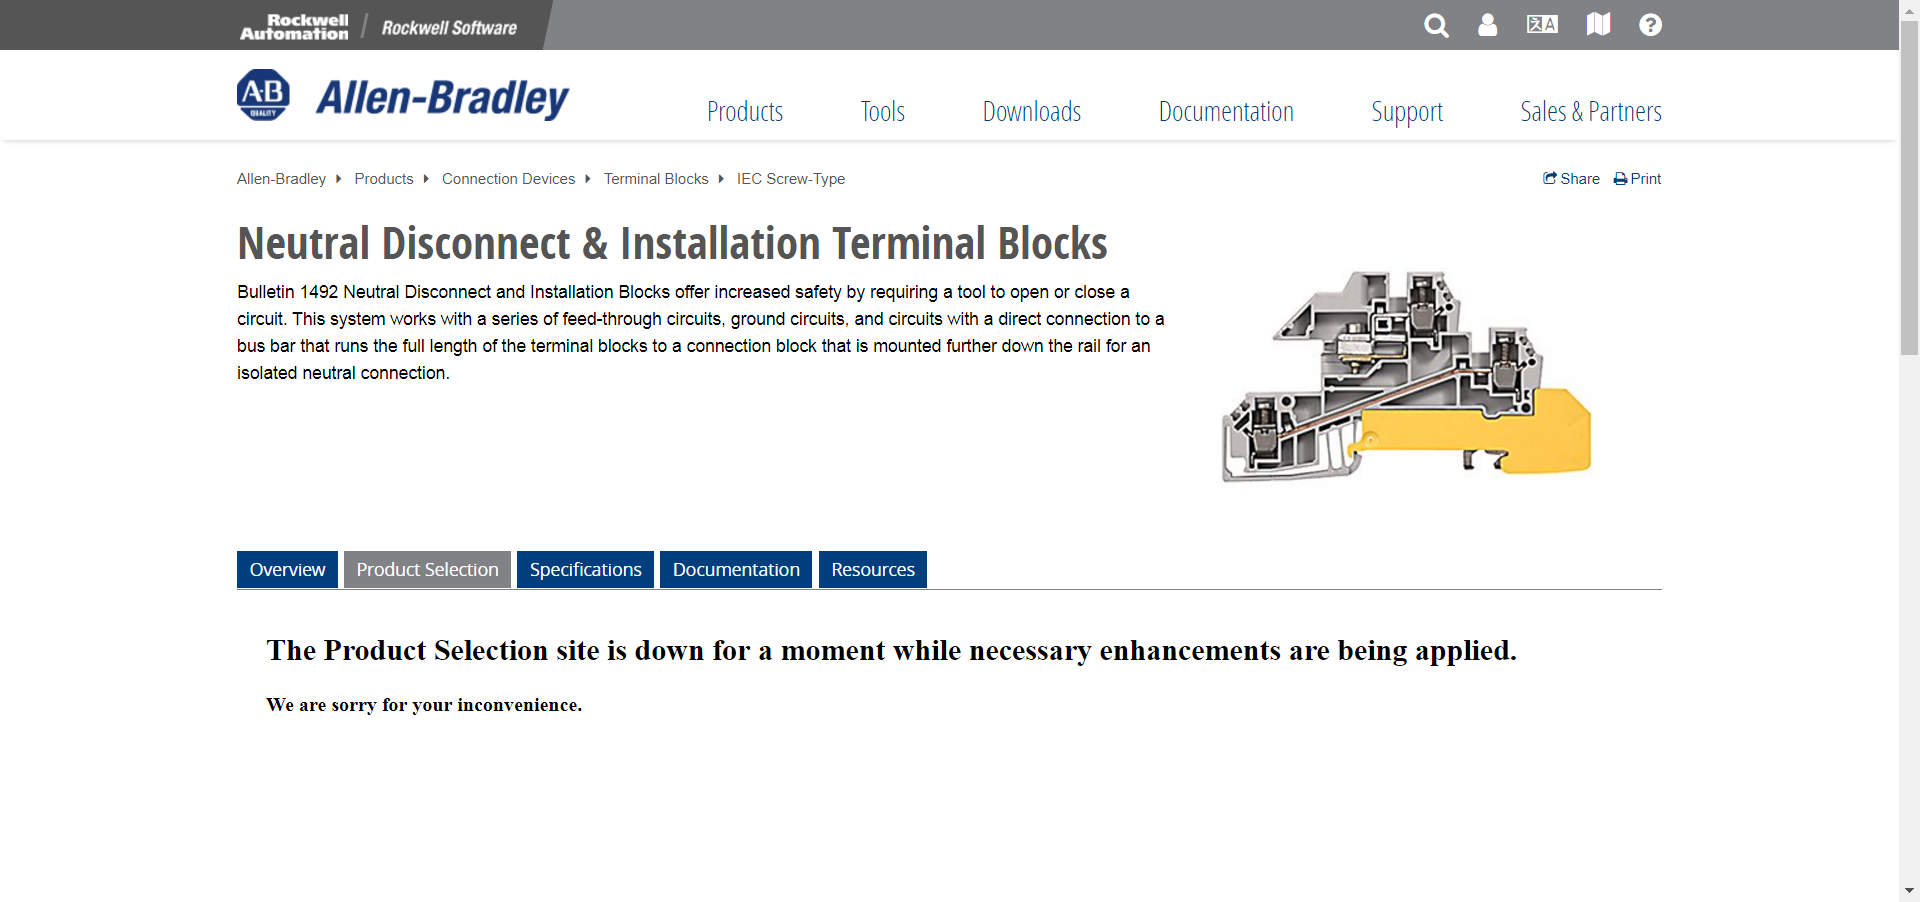 Rockwell Automation
Rockwell Software
A-B QUALITY
Allen-Bradley
Products
Tools
Downloads
Documentation
Support
Sales & Partners
Allen-Bradley
Products
Connection Devices
Terminal Blocks
IEC Screw-Type
Share
Print
Neutral Disconnect & Installation Terminal Blocks
Bulletin 1492 Neutral Disconnect and Installation Blocks offer increased safety by requiring a tool to open or close a
circuit. This system works with a series of feed-through circuits, ground circuits, and circuits with a direct connection to a
bus bar that runs the full length of the terminal blocks to a connection block that is mounted further down the rail for an
isolated neutral connection.
Overview
Product Selection
Specifications
Documentation
Resources
The Product Selection site is down for a moment while necessary enhancements are being applied.
We are sorry for your inconvenience.